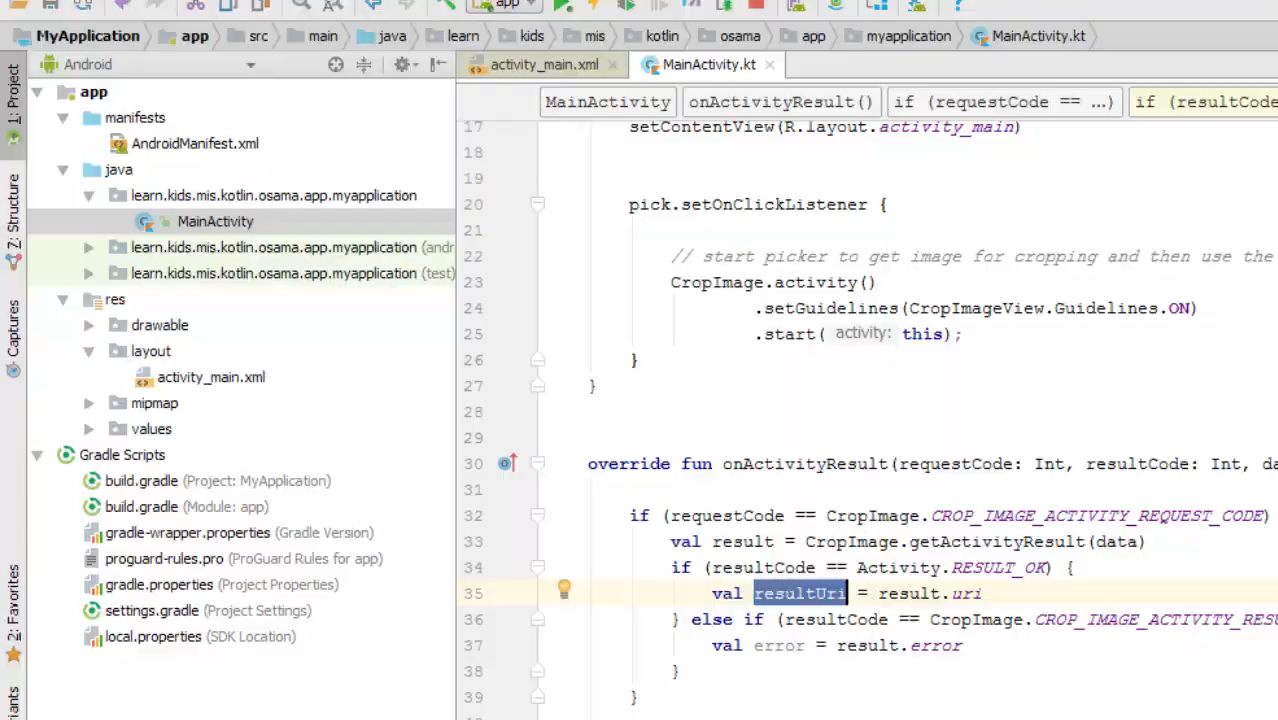 app
MyApplication app src main java learn kids mis kotlin osama app myapplication MainActivity.kt
Android
activity_main.xml MainActivity.kt
MainActivity onActivityResult() if (requestCode == ...) if (resultCode
1: Project
Z: Structure
Captures
2: Favorites
app
manifests
AndroidManifest.xml
java
learn.kids.mis.kotlin.osama.app.myapplication
MainActivity
learn.kids.mis.kotlin.osama.app.myapplication (andr
learn.kids.mis.kotlin.osama.app.myapplication (test)
res
drawable
layout
activity_main.xml
mipmap
values
Gradle Scripts
build.gradle (Project: MyApplication)
build.gradle (Module: app)
gradle-wrapper.properties (Gradle Version)
proguard-rules.pro (ProGuard Rules for app)
gradle.properties (Project Properties)
settings.gradle (Project Settings)
local.properties (SDK Location)
17 setContentView(R.layout.activity_main)
18
19
20 pick.setOnClickListener {
21
22 // start picker to get image for cropping and then use the
23 CropImage.activity()
24 .setGuidelines(CropImageView.Guidelines.ON)
25 .start( activity: this);
26 }
27 }
28
29
30 override fun onActivityResult(requestCode: Int, resultCode: Int, da
31
32 if (requestCode == CropImage.CROP_IMAGE_ACTIVITY_REQUEST_CODE)
33 val result = CropImage.getActivityResult(data)
34 if (resultCode == Activity.RESULT_OK) {
35 val resultUri = result.uri
36 } else if (resultCode == CropImage.CROP_IMAGE_ACTIVITY_RESU
37 val error = result.error
38 }
39 }